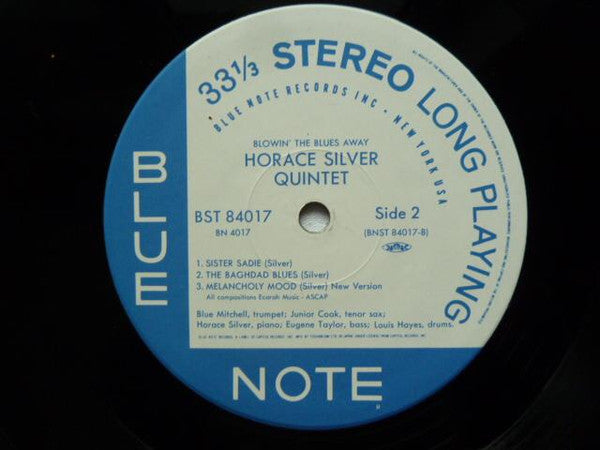 33⅓ STEREO LONG PLAYING
BLUE NOTE RECORDS INC · NEW YORK USA
BLOWIN' THE BLUES AWAY
HORACE SILVER
QUINTET
BST 84017
BN 4017
Side 2
(BNST 84017-B)
1. SISTER SADIE (Silver)
2. THE BAGHDAD BLUES (Silver)
3. MELANCHOLY MOOD (Silver) New Version
All compositions Ecaroh Music - ASCAP
Blue Mitchell, trumpet; Junior Cook, tenor sax;
Horace Silver, piano; Eugene Taylor, bass; Louis Hayes, drums.
BLUE
NOTE